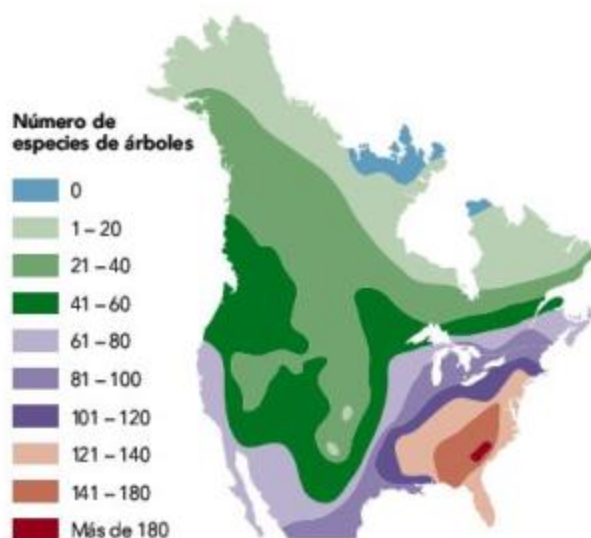 Número de
especies de árboles
0
1 – 20
21 – 40
41 – 60
61 – 80
81 – 100
101 – 120
121 – 140
141 – 180
Más de 180